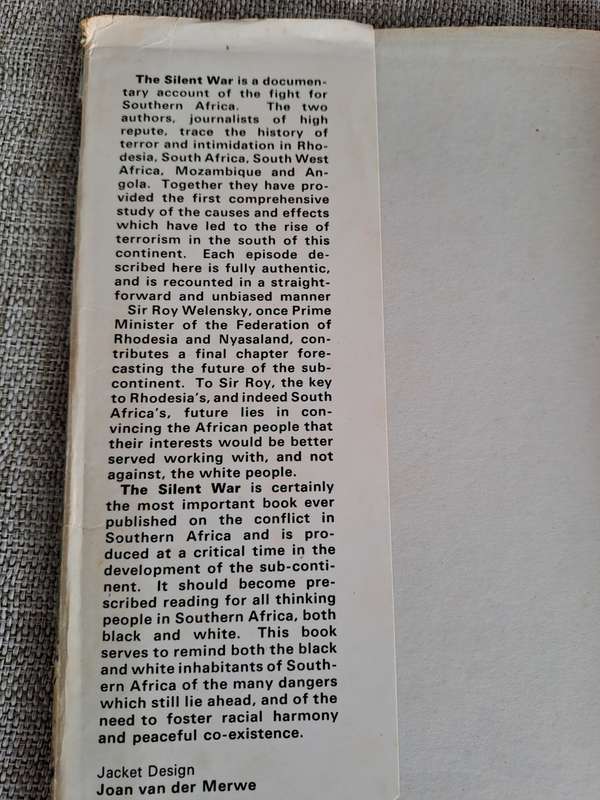 The Silent War is a documen-
tary account of the fight for
Southern Africa. The two
authors, journalists of high
repute, trace the history of
terror and intimidation in Rho-
desia, South Africa, South West
Africa, Mozambique and An-
gola. Together they have pro-
vided the first comprehensive
study of the causes and effects
which have led to the rise of
terrorism in the south of this
continent. Each episode de-
scribed here is fully authentic,
and is recounted in a straight-
forward and unbiased manner
Sir Roy Welensky, once Prime
Minister of the Federation of
Rhodesia and Nyasaland, con-
tributes a final chapter fore-
casting the future of the sub-
continent. To Sir Roy, the key
to Rhodesia's, and indeed South
Africa's, future lies in con-
vincing the African people that
their interests would be better
served working with, and not
against, the white people.
The Silent War is certainly
the most important book ever
published on the conflict in
Southern Africa and is pro-
duced at a critical time in the
development of the sub-conti-
nent. It should become pre-
scribed reading for all thinking
people in Southern Africa, both
black and white. This book
serves to remind both the black
and white inhabitants of South-
ern Africa of the many dangers
which still lie ahead, and of the
need to foster racial harmony
and peaceful co-existence.
Jacket Design
Joan van der Merwe